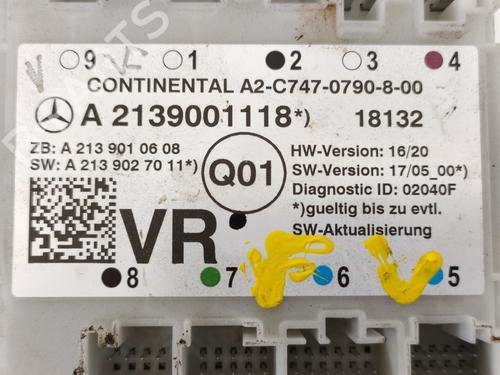 9 1 2 3 4
CONTINENTAL A2-C747-0790-8-00
A 2139001118*) 18132
ZB: A 213 901 06 08
SW: A 213 902 70 11*)
Q01
HW-Version: 16/20
SW-Version: 17/05_00*)
Diagnostic ID: 02040F
*)gueltig bis zu evtl.
SW-Aktualisierung
VR
8 7 6 5
F V